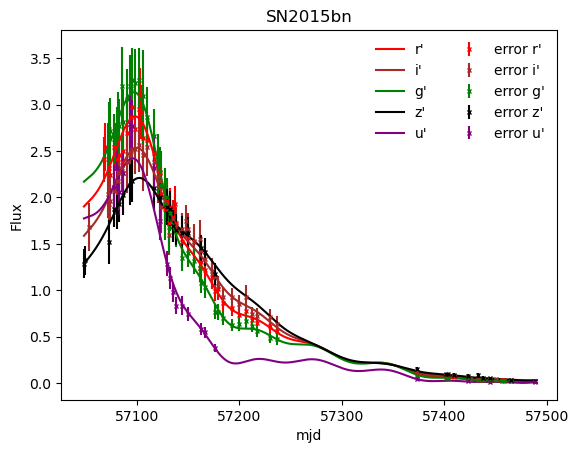 SN2015bn
r' error r'
i' error i'
g' error g'
z' error z'
u' error u'
Flux
3.5
3.0
2.5
2.0
1.5
1.0
0.5
0.0
57100 57200 57300 57400 57500
mjd